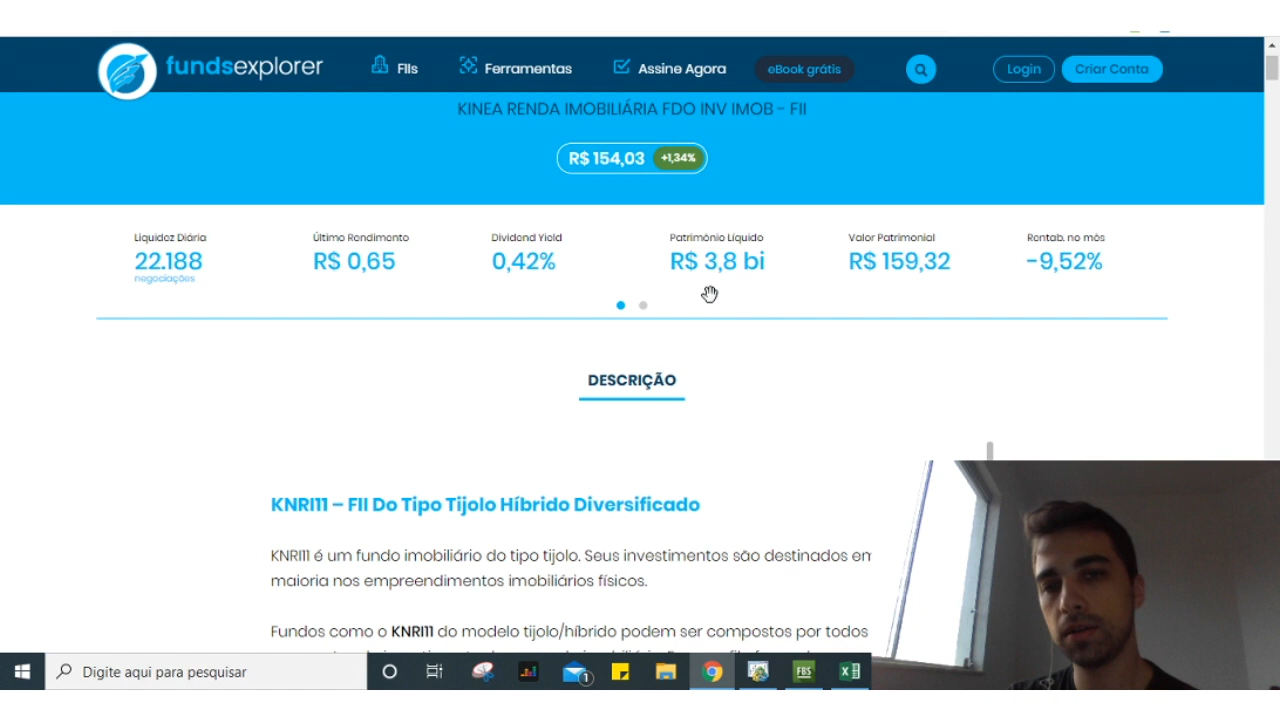 fundsexplorer
FIIs
Ferramentas
Assine Agora
eBook grátis
Login
Criar Conta
KINEA RENDA IMOBILIÁRIA FDO INV IMOB - FII
R$ 154,03 +1,34%
Liquidez Diária
22.188
negociações
Último Rendimento
R$ 0,65
Dividend Yield
0,42%
Patrimônio Líquido
R$ 3,8 bi
Valor Patrimonial
R$ 159,32
Rentab. no mês
-9,52%
DESCRIÇÃO
KNRI11 – FII Do Tipo Tijolo Híbrido Diversificado
KNRI11 é um fundo imobiliário do tipo tijolo. Seus investimentos são destinados em
maioria nos empreendimentos imobiliários físicos.
Fundos como o KNRI11 do modelo tijolo/híbrido podem ser compostos por todos
Digite aqui para pesquisar
1
FBS